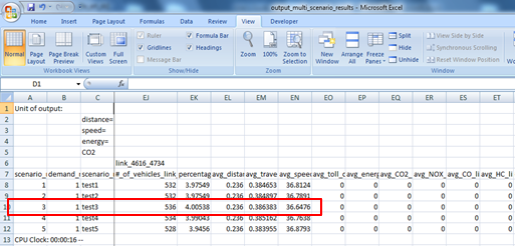 output_multi_scenario_results - Microsoft Excel
Home Insert Page Layout Formulas Data Review View Developer
Normal Page Layout Page Break Preview Custom Views Full Screen
Workbook Views
Ruler Formula Bar
Gridlines Headings
Message Bar
Show/Hide
Zoom 100% Zoom to Selection
Zoom
New Window Arrange All Freeze Panes
Split
Hide
Unhide
View Side by Side
Synchronous Scrolling
Reset Window Position
Window
D1
A B C EJ EK EL EM EN EO EP EQ ER ES ET
1 Unit of output:
2 distance=
3 speed=
4 energy=
5 CO2
6 link_4616_4734
7 scenario_ demand_ scenario_ #_of_vehicles_link percentag avg_distar avg_trave avg_spee avg_toll_c avg_energ avg_CO2_ avg_NOX_ avg_CO_li avg_HC_li
8 1 1 test1 532 3.97549 0.236 0.384653 36.8124 0 0 0 0 0 0
9 2 1 test2 532 3.97549 0.236 0.384897 36.7891 0 0 0 0 0 0
10 3 1 test3 536 4.00538 0.236 0.386383 36.6476 0 0 0 0 0 0
11 4 1 test4 534 3.99043 0.236 0.385162 36.7638 0 0 0 0 0 0
12 5 1 test5 528 3.9456 0.236 0.383955 36.8793 0 0 0 0 0 0
13 CPU Clock: 00:00:16 --